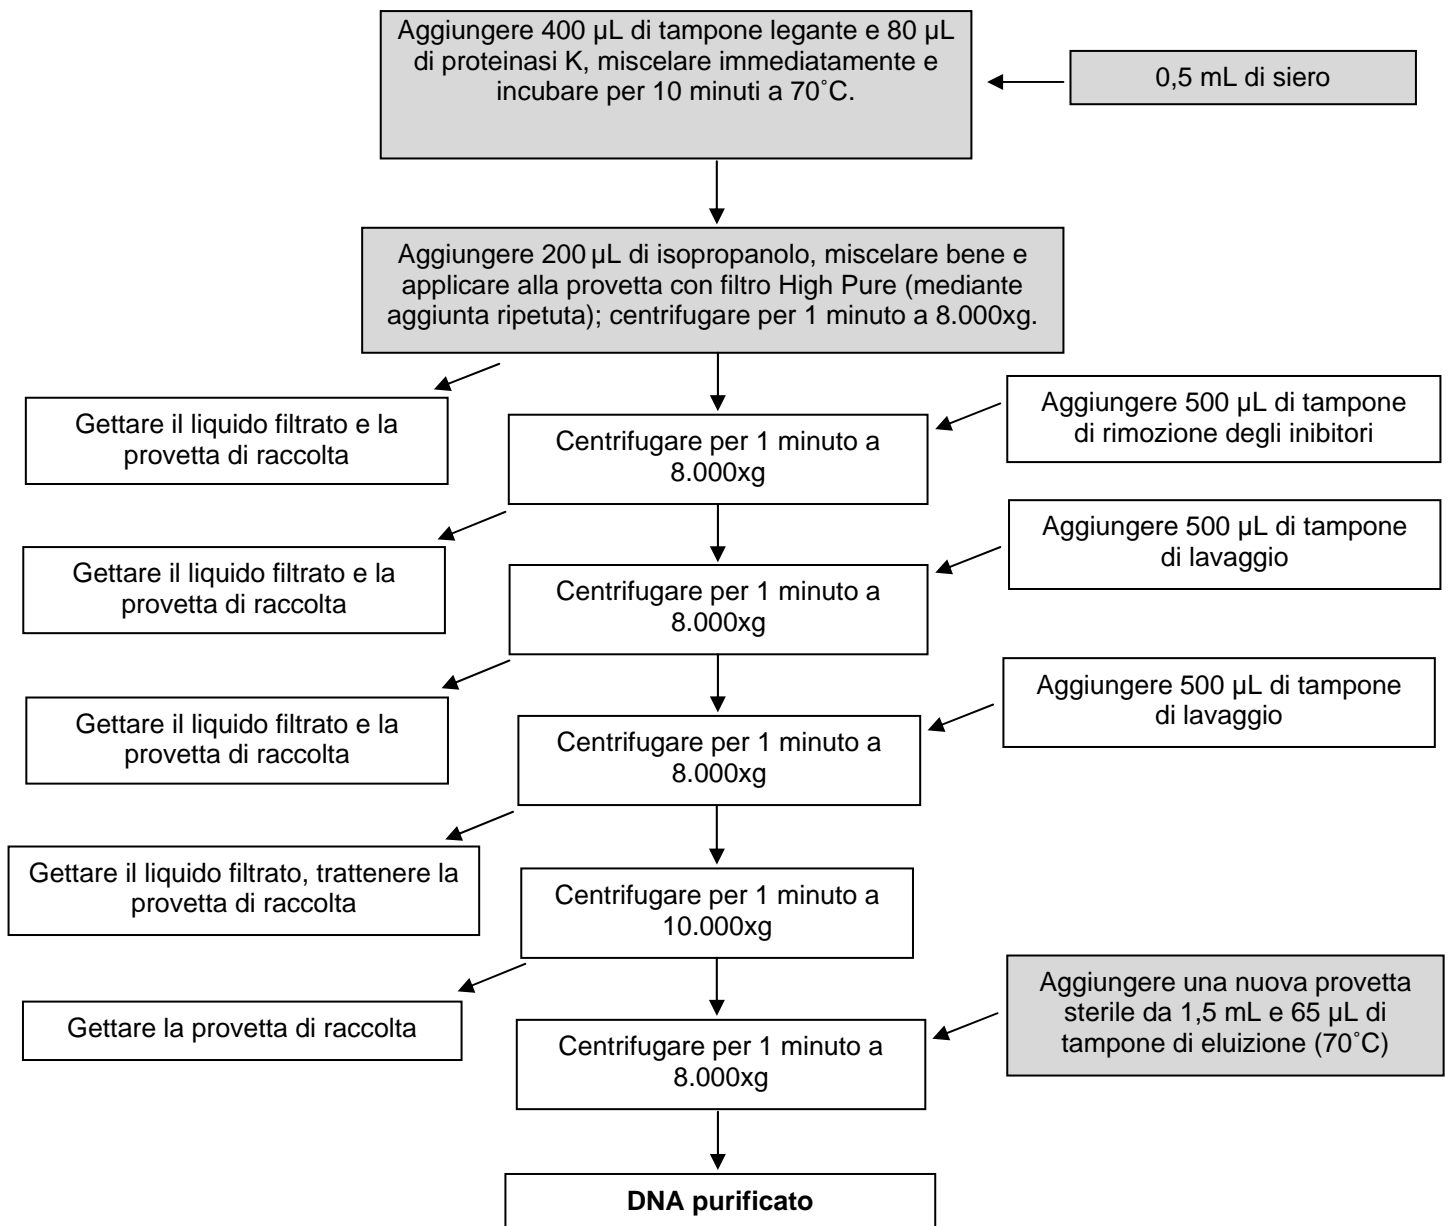 Aggiungere 400 µL di tampone legante e 80 µL
di proteinasi K, miscelare immediatamente e
incubare per 10 minuti a 70˚C.
0,5 mL di siero
Aggiungere 200 µL di isopropanolo, miscelare bene e
applicare alla provetta con filtro High Pure (mediante
aggiunta ripetuta); centrifugare per 1 minuto a 8.000xg.
Gettare il liquido filtrato e la
provetta di raccolta
Aggiungere 500 µL di tampone
di rimozione degli inibitori
Centrifugare per 1 minuto a
8.000xg
Gettare il liquido filtrato e la
provetta di raccolta
Aggiungere 500 µL di tampone
di lavaggio
Centrifugare per 1 minuto a
8.000xg
Gettare il liquido filtrato e la
provetta di raccolta
Aggiungere 500 µL di tampone
di lavaggio
Centrifugare per 1 minuto a
8.000xg
Gettare il liquido filtrato, trattenere la
provetta di raccolta
Centrifugare per 1 minuto a
10.000xg
Gettare la provetta di raccolta
Aggiungere una nuova provetta
sterile da 1,5 mL e 65 µL di
tampone di eluizione (70˚C)
Centrifugare per 1 minuto a
8.000xg
DNA purificato